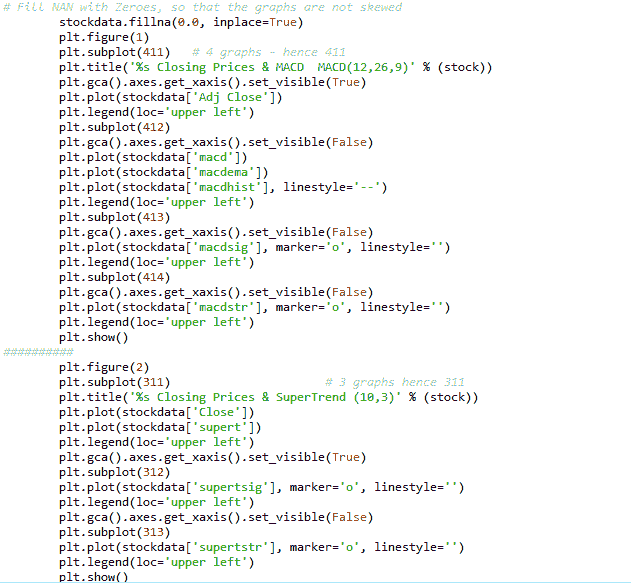 # Fill NAN with Zeroes, so that the graphs are not skewed
stockdata.fillna(0.0, inplace=True)
plt.figure(1)
plt.subplot(411)   # 4 graphs - hence 411
plt.title('%s Closing Prices & MACD  MACD(12,26,9)' % (stock))
plt.gca().axes.get_xaxis().set_visible(True)
plt.plot(stockdata['Adj Close'])
plt.legend(loc='upper left')
plt.subplot(412)
plt.gca().axes.get_xaxis().set_visible(False)
plt.plot(stockdata['macd'])
plt.plot(stockdata['macdema'])
plt.plot(stockdata['macdhist'], linestyle='--')
plt.legend(loc='upper left')
plt.subplot(413)
plt.gca().axes.get_xaxis().set_visible(False)
plt.plot(stockdata['macdsig'], marker='o', linestyle='')
plt.legend(loc='upper left')
plt.subplot(414)
plt.gca().axes.get_xaxis().set_visible(False)
plt.plot(stockdata['macdstr'], marker='o', linestyle='')
plt.legend(loc='upper left')
plt.show()
##########
plt.figure(2)
plt.subplot(311)                      # 3 graphs hence 311
plt.title('%s Closing Prices & SuperTrend (10,3)' % (stock))
plt.plot(stockdata['Close'])
plt.plot(stockdata['supert'])
plt.legend(loc='upper left')
plt.gca().axes.get_xaxis().set_visible(True)
plt.subplot(312)
plt.plot(stockdata['supertsig'], marker='o', linestyle='')
plt.legend(loc='upper left')
plt.gca().axes.get_xaxis().set_visible(False)
plt.subplot(313)
plt.plot(stockdata['supertstr'], marker='o', linestyle='')
plt.legend(loc='upper left')
plt.show()